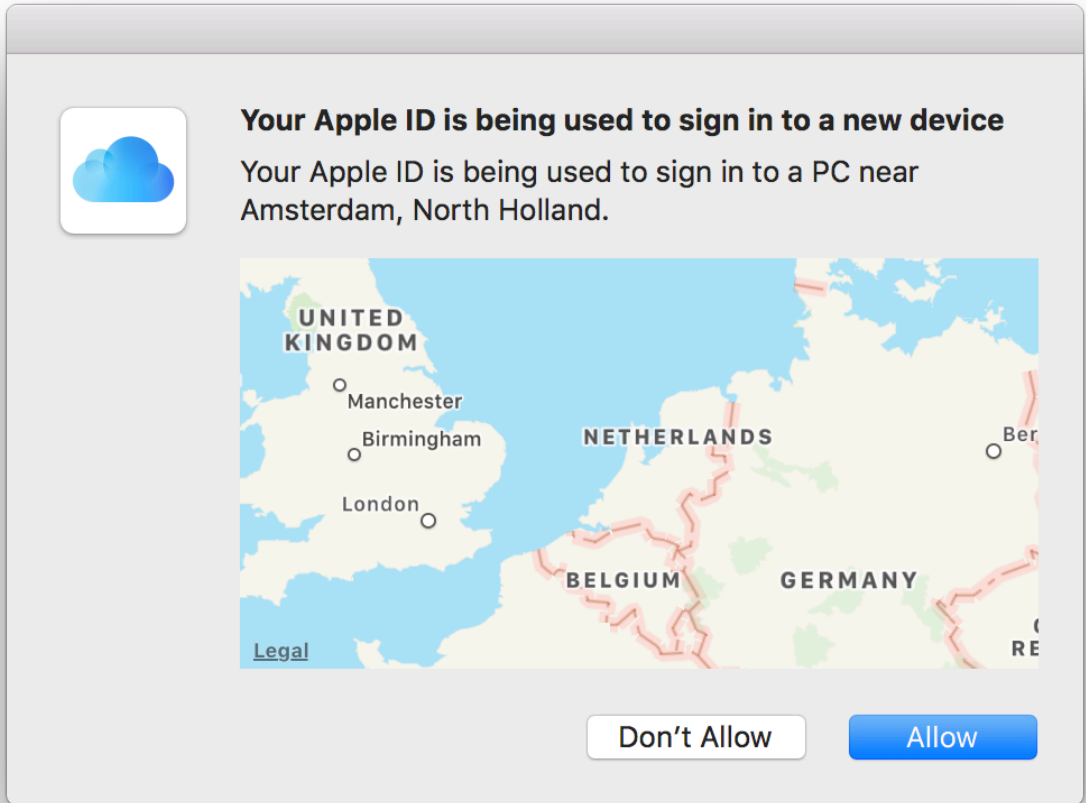 Your Apple ID is being used to sign in to a new device
Your Apple ID is being used to sign in to a PC near
Amsterdam, North Holland.
UNITED
KINGDOM
Manchester
Birmingham
NETHERLANDS
Ber
London
BELGIUM
GERMANY
RE
Legal
Don't Allow
Allow